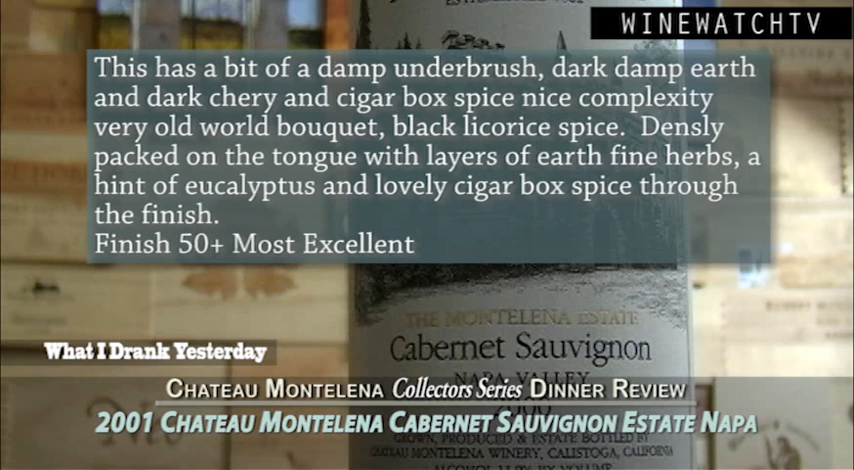 ESTATE BOTTLED
CALISTOGA, CALIFORNIA
WINEWATCHTV
This has a bit of a damp underbrush, dark damp earth
and dark chery and cigar box spice nice complexity
very old world bouquet, black licorice spice. Densly
packed on the tongue with layers of earth fine herbs, a
hint of eucalyptus and lovely cigar box spice through
the finish.
Finish 50+ Most Excellent
THE MONTELENA ESTATE
Cabernet Sauvignon
NAPA VALLEY
What I Drank Yesterday
CHATEAU MONTELENA Collectors Series DINNER REVIEW
2001 CHATEAU MONTELENA CABERNET SAUVIGNON ESTATE NAPA
GROWN, PRODUCED & ESTATE BOTTLED BY
CHATEAU MONTELENA WINERY, CALISTOGA, CALIFORNIA